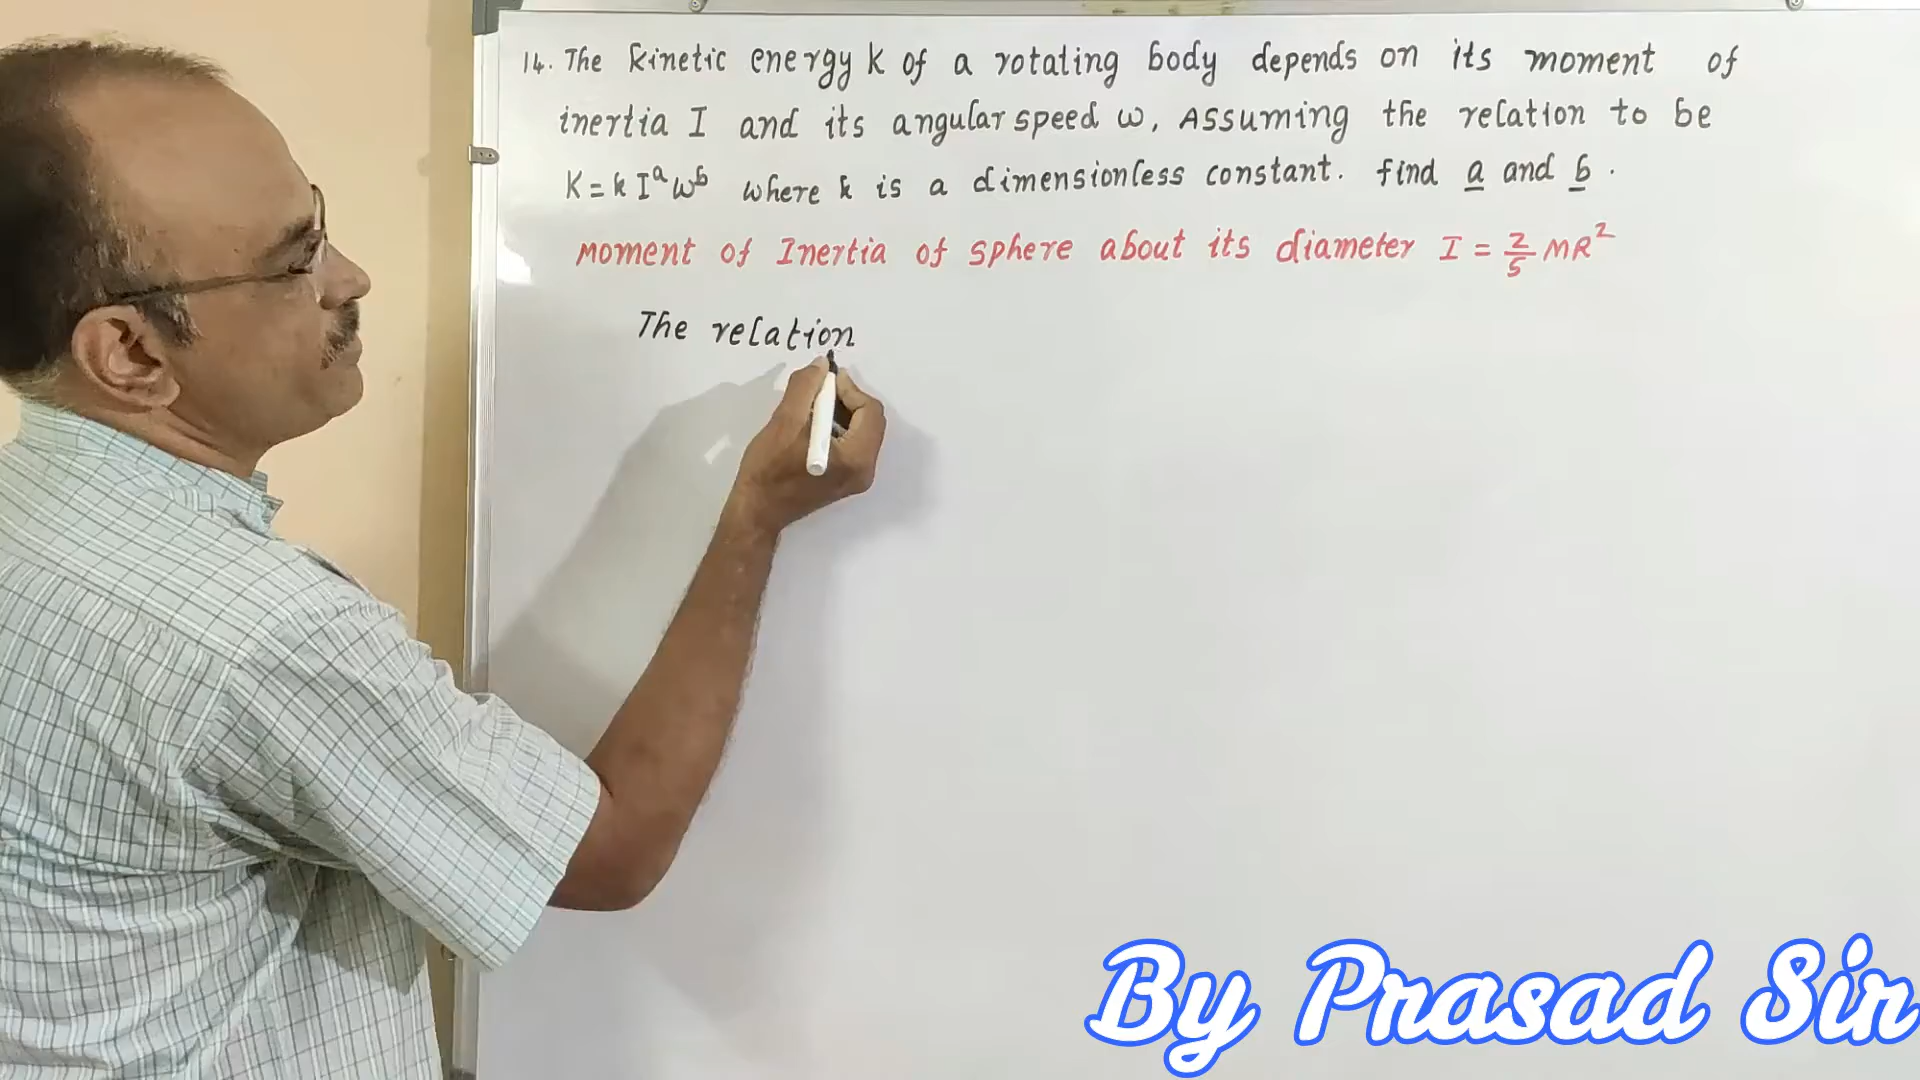 14. The kinetic energy K of a rotating body depends on its moment of
inertia I and its angular speed ω, Assuming the relation to be
K = k Iᵃ ωᵇ where k is a dimensionless constant. find a and b.
Moment of Inertia of sphere about its diameter I = 2/5 MR²
The relation
By Prasad Sir